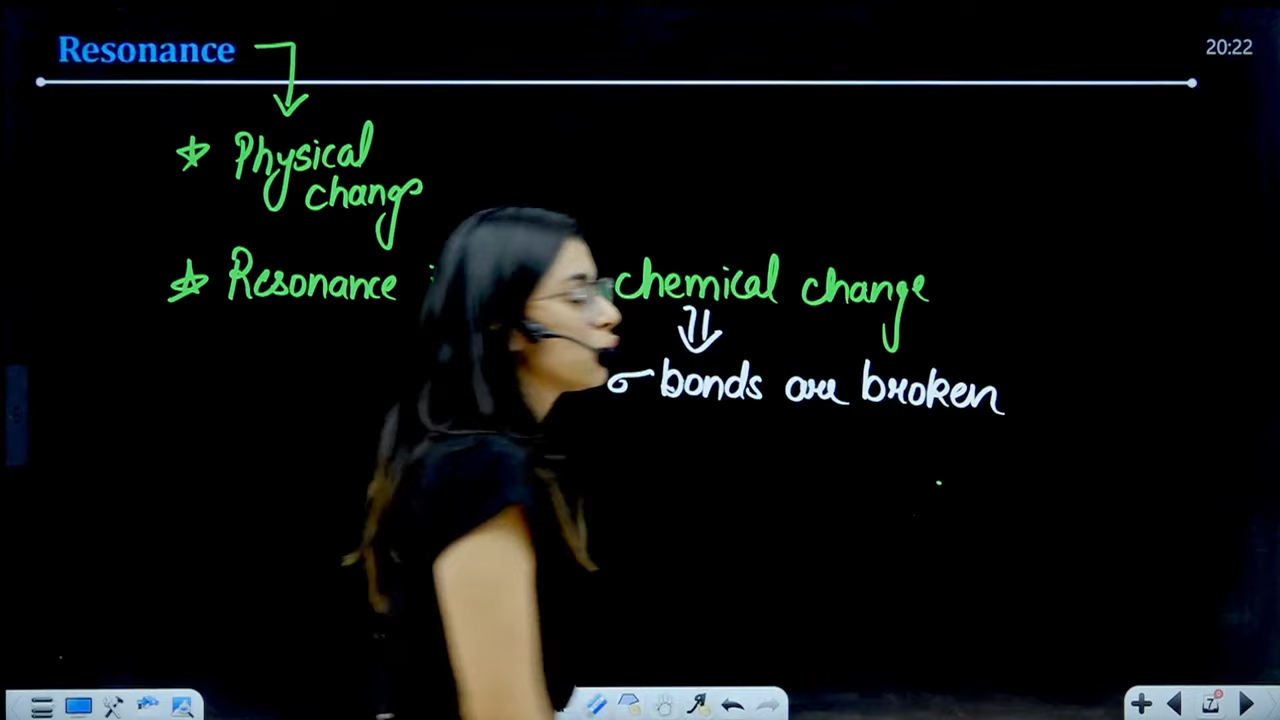 Resonance
20:22
Physical
change
Resonance chemical change
bonds are broken